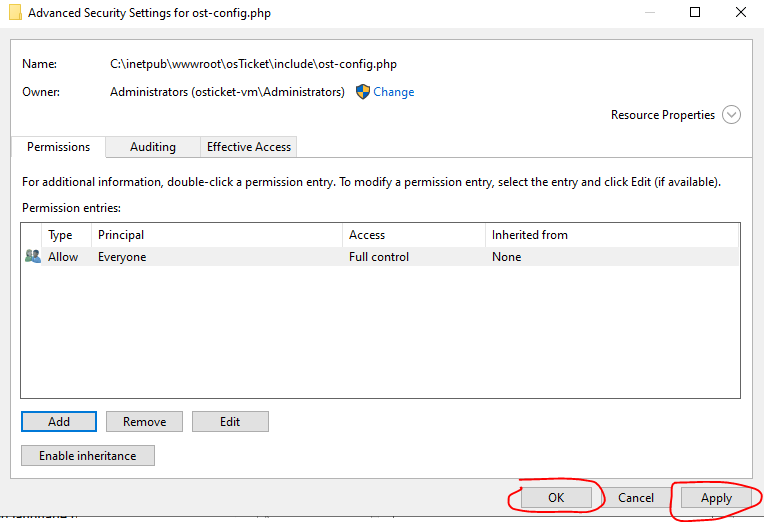 Advanced Security Settings for ost-config.php
Name: C:\inetpub\wwwroot\osTicket\include\ost-config.php
Owner: Administrators (osticket-vm\Administrators) Change
Resource Properties
Permissions Auditing Effective Access
For additional information, double-click a permission entry. To modify a permission entry, select the entry and click Edit (if available).
Permission entries:
Type Principal Access Inherited from
Allow Everyone Full control None
Add Remove Edit
Enable inheritance
OK Cancel Apply